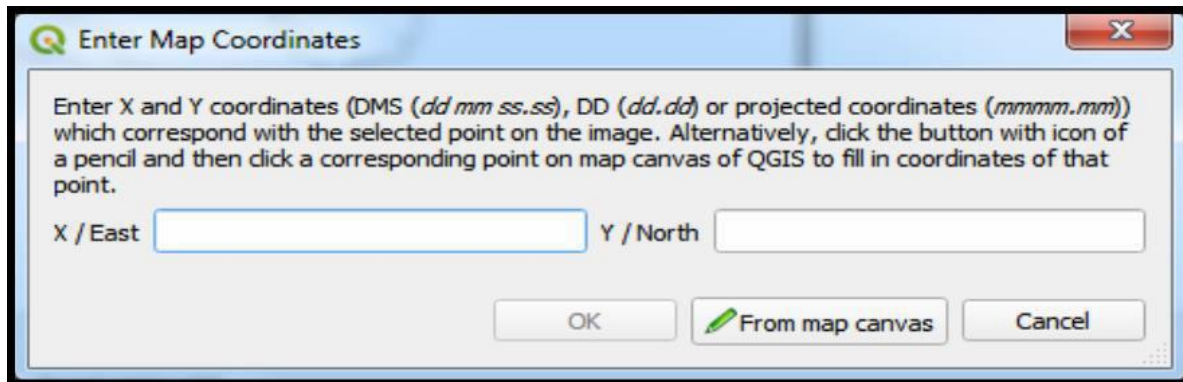 Enter Map Coordinates
Enter X and Y coordinates (DMS (dd mm ss.ss), DD (dd.dd) or projected coordinates (mmmm.mm))
which correspond with the selected point on the image. Alternatively, click the button with icon of
a pencil and then click a corresponding point on map canvas of QGIS to fill in coordinates of that
point.
X / East Y / North
OK From map canvas Cancel